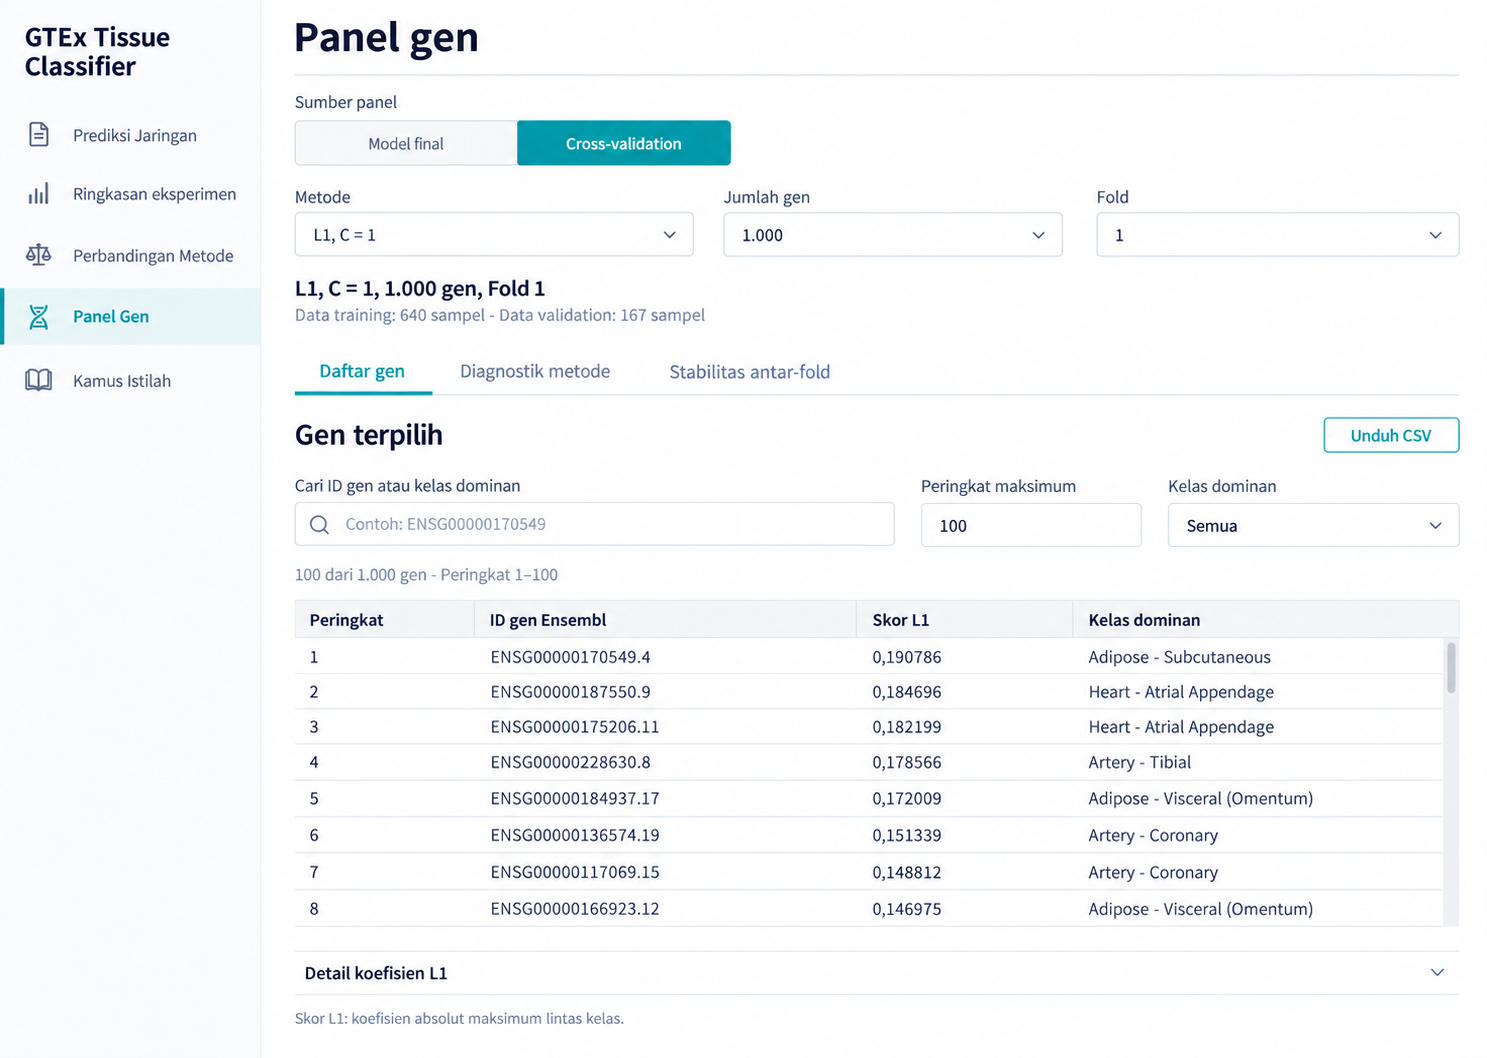 GTEx Tissue
Classifier
Prediksi Jaringan
Ringkasan eksperimen
Perbandingan Metode
Panel Gen
Kamus Istilah
Panel gen
Sumber panel
Model final
Cross-validation
Metode
Jumlah gen
Fold
L1, C = 1
1.000
1
L1, C = 1, 1.000 gen, Fold 1
Data training: 640 sampel - Data validation: 167 sampel
Daftar gen
Diagnostik metode
Stabilitas antar-fold
Gen terpilih
Unduh CSV
Cari ID gen atau kelas dominan
Peringkat maksimum
Kelas dominan
Contoh: ENSG00000170549
100
Semua
100 dari 1.000 gen - Peringkat 1–100
Peringkat ID gen Ensembl Skor L1 Kelas dominan
1 ENSG00000170549.4 0,190786 Adipose - Subcutaneous
2 ENSG00000187550.9 0,184696 Heart - Atrial Appendage
3 ENSG00000175206.11 0,182199 Heart - Atrial Appendage
4 ENSG00000228630.8 0,178566 Artery - Tibial
5 ENSG00000184937.17 0,172009 Adipose - Visceral (Omentum)
6 ENSG00000136574.19 0,151339 Artery - Coronary
7 ENSG00000117069.15 0,148812 Artery - Coronary
8 ENSG00000166923.12 0,146975 Adipose - Visceral (Omentum)
Detail koefisien L1
Skor L1: koefisien absolut maksimum lintas kelas.